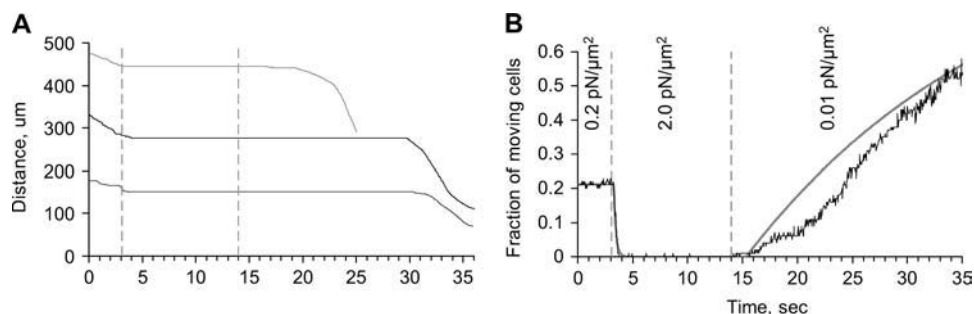 A
Distance, um
500
400
300
200
100
0
0 5 10 15 20 25 30 35
B
Fraction of moving cells
0.6
0.5
0.4
0.3
0.2
0.1
0
0.2 pN/µm²
2.0 pN/µm²
0.01 pN/µm²
0 5 10 15 20 25 30 35
Time, sec